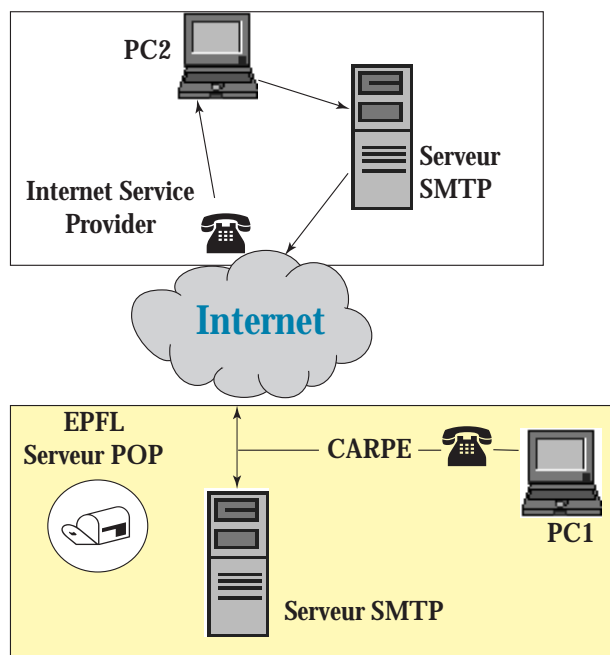 PC2
Serveur
SMTP
Internet Service
Provider
Internet
EPFL
Serveur POP
CARPE
PC1
Serveur SMTP